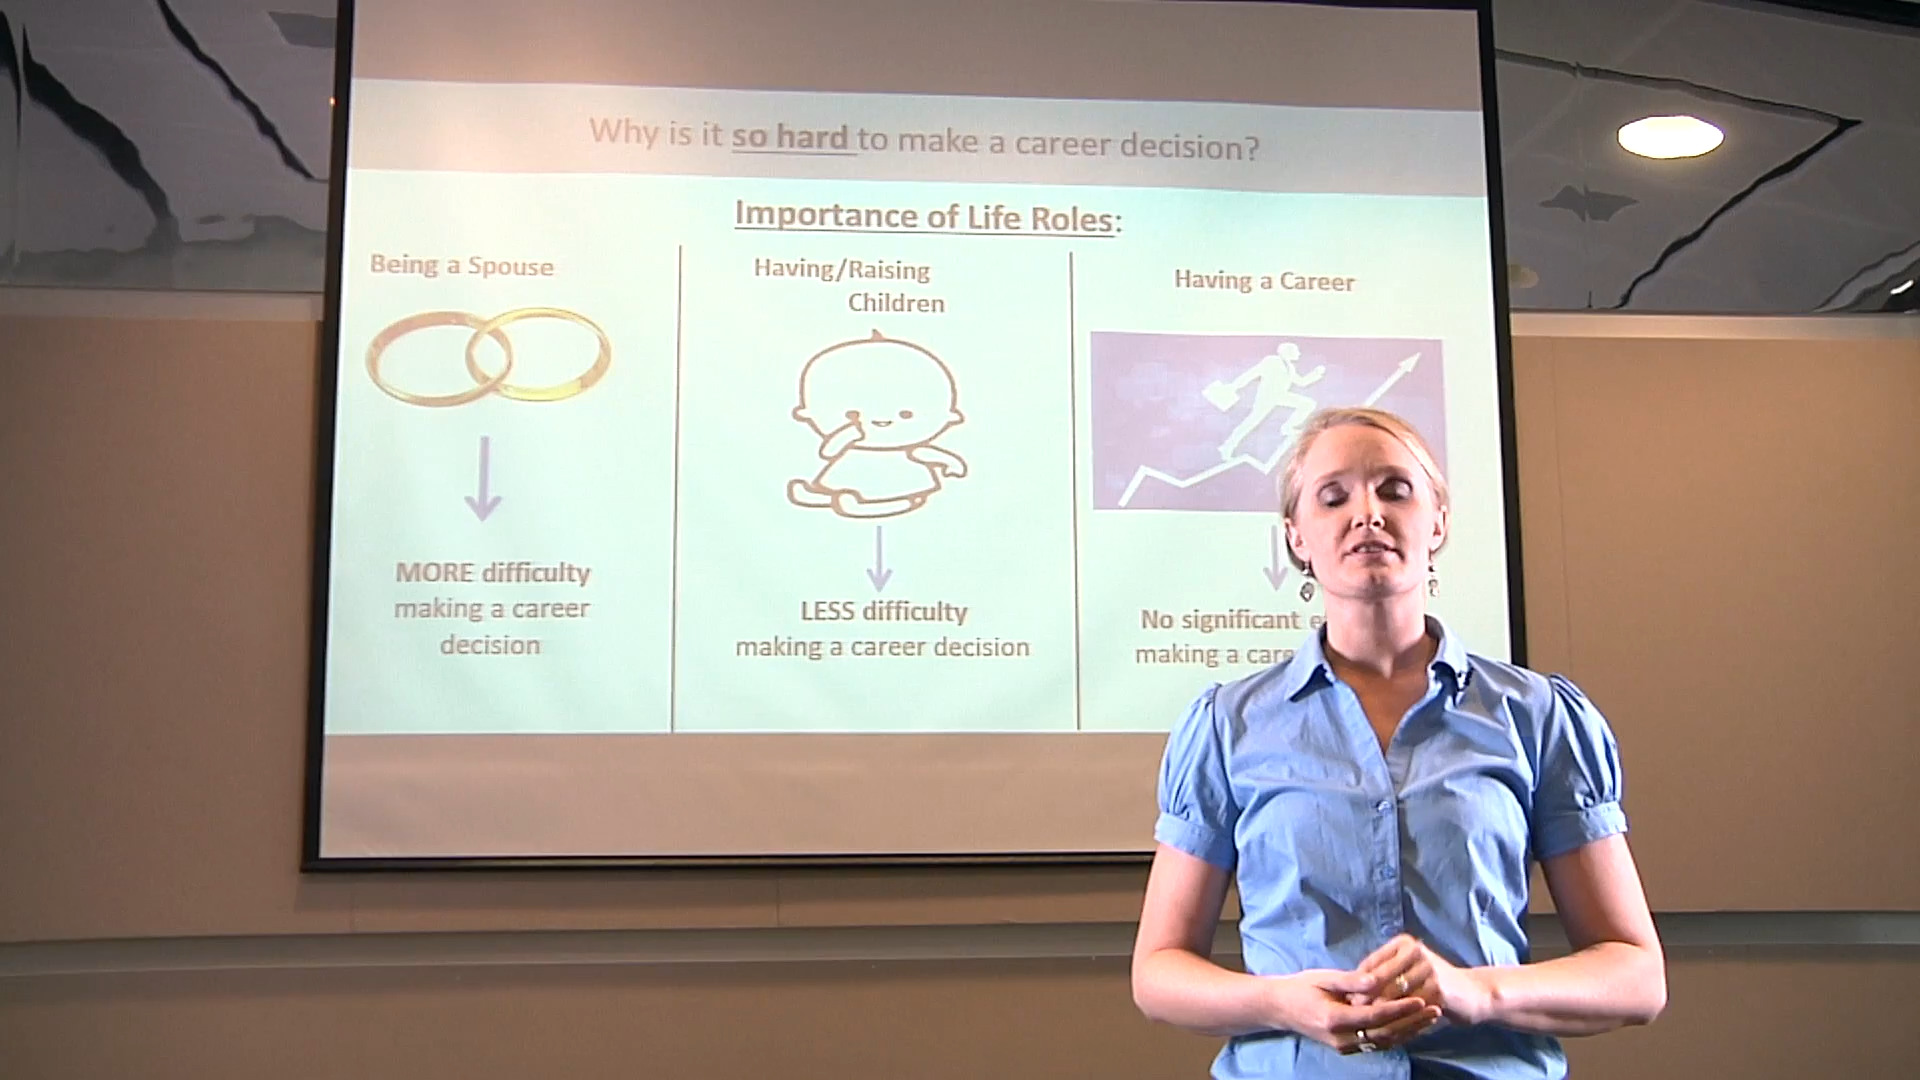 Why is it so hard to make a career decision?
Importance of Life Roles:
Being a Spouse
MORE difficulty
making a career
decision
Having/Raising
Children
LESS difficulty
making a career decision
Having a Career
No significant
making a